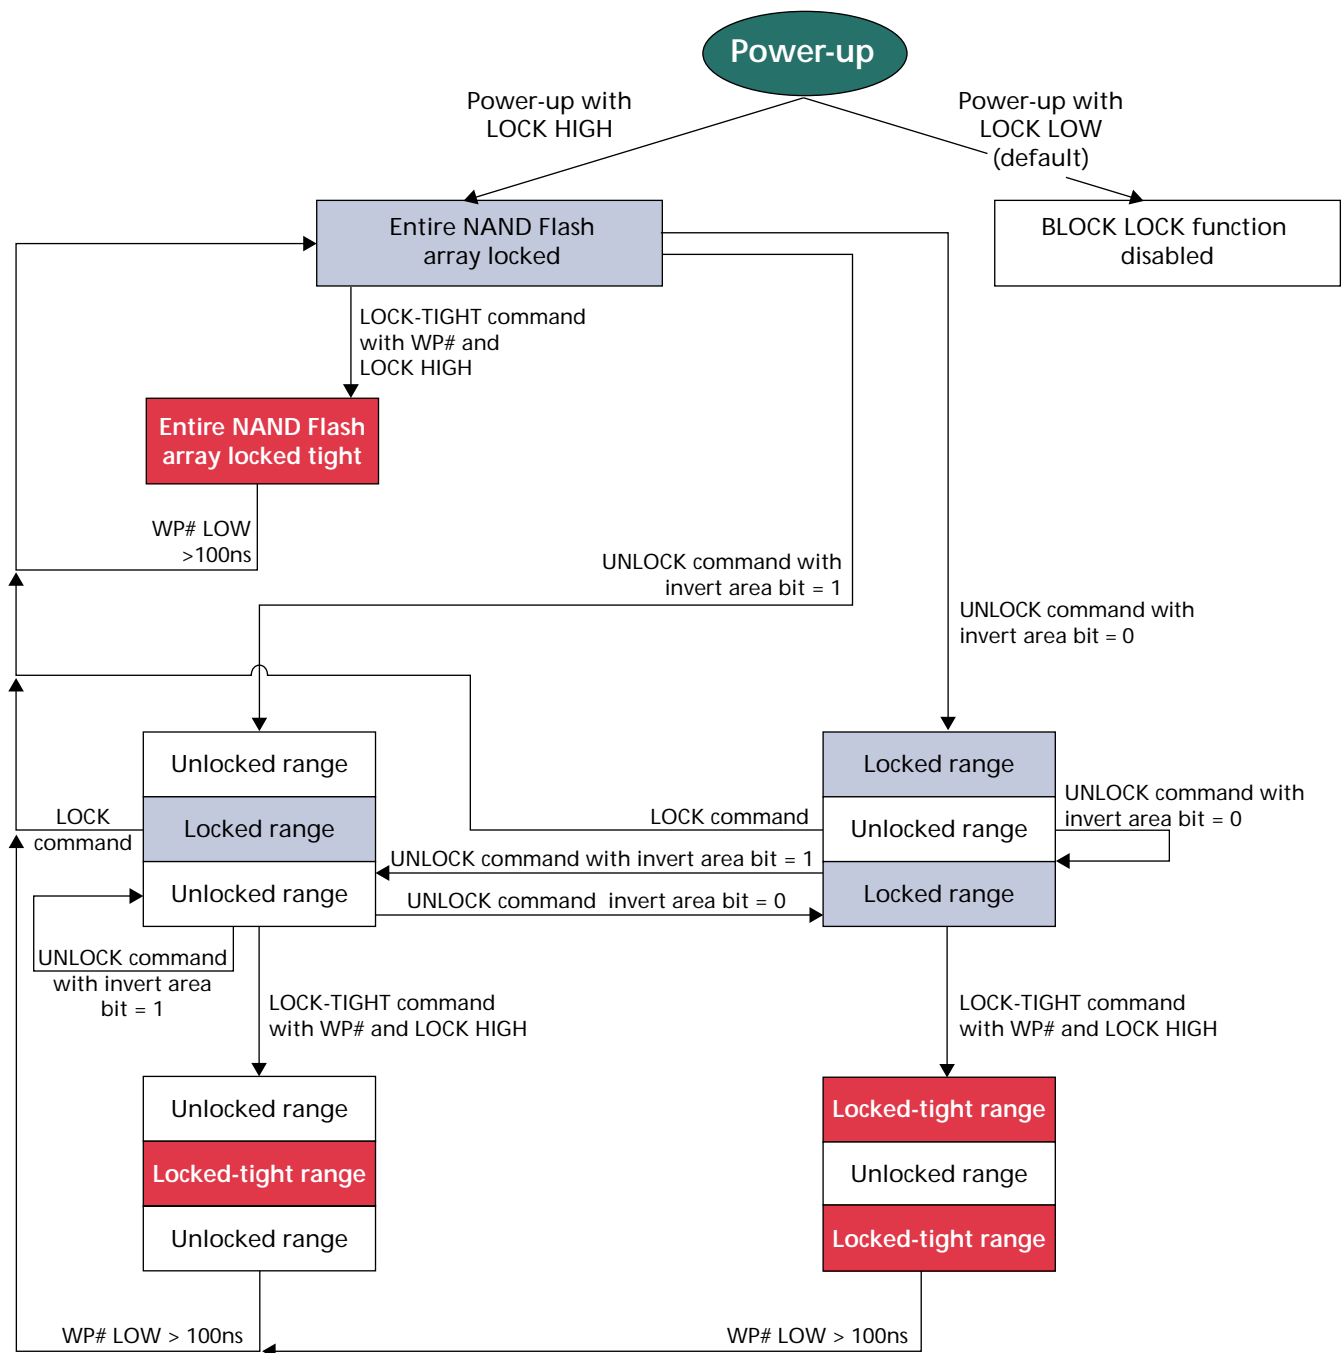 Power-up
Power-up with
LOCK HIGH
Power-up with
LOCK LOW
(default)
Entire NAND Flash
array locked
BLOCK LOCK function
disabled
LOCK-TIGHT command
with WP# and
LOCK HIGH
Entire NAND Flash
array locked tight
WP# LOW
>100ns
UNLOCK command with
invert area bit = 1
UNLOCK command with
invert area bit = 0
Unlocked range
Locked range
Unlocked range
LOCK
command
LOCK command
Locked range
Unlocked range
Locked range
UNLOCK command with
invert area bit = 0
UNLOCK command with invert area bit = 1
UNLOCK command  invert area bit = 0
UNLOCK command
with invert area
bit = 1
LOCK-TIGHT command
with WP# and LOCK HIGH
LOCK-TIGHT command
with WP# and LOCK HIGH
Unlocked range
Locked-tight range
Unlocked range
Locked-tight range
Unlocked range
Locked-tight range
WP# LOW > 100ns
WP# LOW > 100ns